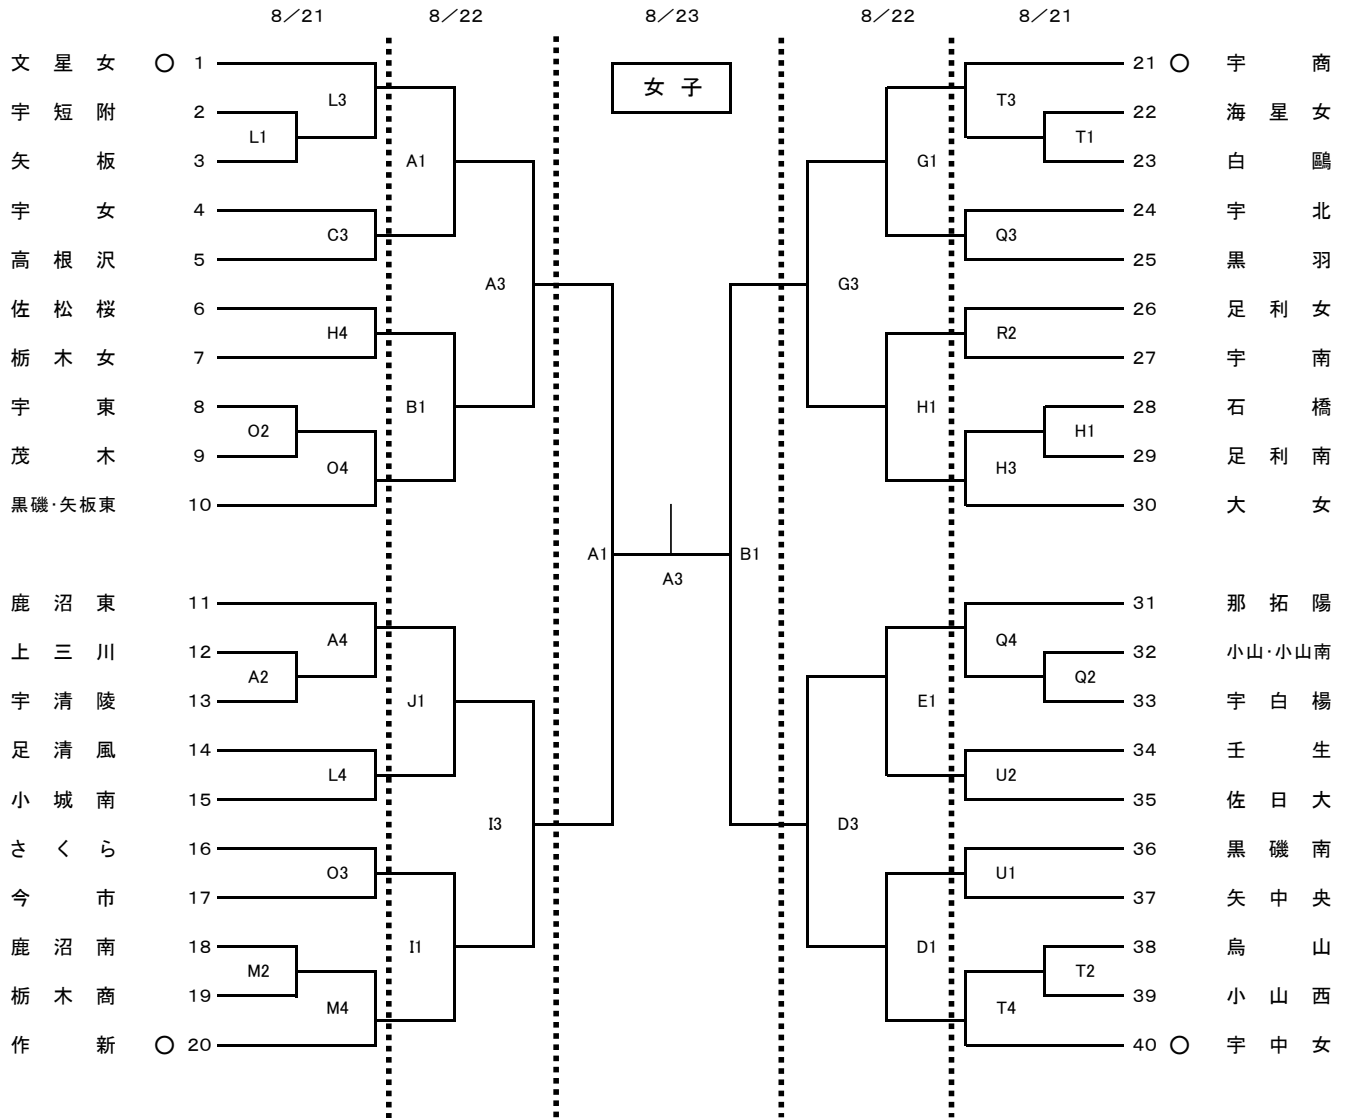 8／21 8／22 8／23 8／22 8／21
女 子
文 星 女 ○ 1
宇 短 附 2
矢 板 3
宇 女 4
高 根 沢 5
佐 松 桜 6
栃 木 女 7
宇 東 8
茂 木 9
黒磯・矢板東 10
鹿 沼 東 11
上 三 川 12
宇 清 陵 13
足 清 風 14
小 城 南 15
さ く ら 16
今 市 17
鹿 沼 南 18
栃 木 商 19
作 新 ○ 20
L3
L1
C3
H4
O2
O4
A4
A2
L4
O3
M2
M4
A1
B1
J1
I1
A3
I3
A1
A3
B1
G3
D3
G1
H1
E1
D1
T3
T1
Q3
R2
H1
H3
Q4
Q2
U2
U1
T2
T4
21 ○ 宇 商
22 海 星 女
23 白 鷗
24 宇 北
25 黒 羽
26 足 利 女
27 宇 南
28 石 橋
29 足 利 南
30 大 女
31 那 拓 陽
32 小山・小山南
33 宇 白 楊
34 壬 生
35 佐 日 大
36 黒 磯 南
37 矢 中 央
38 烏 山
39 小 山 西
40 ○ 宇 中 女